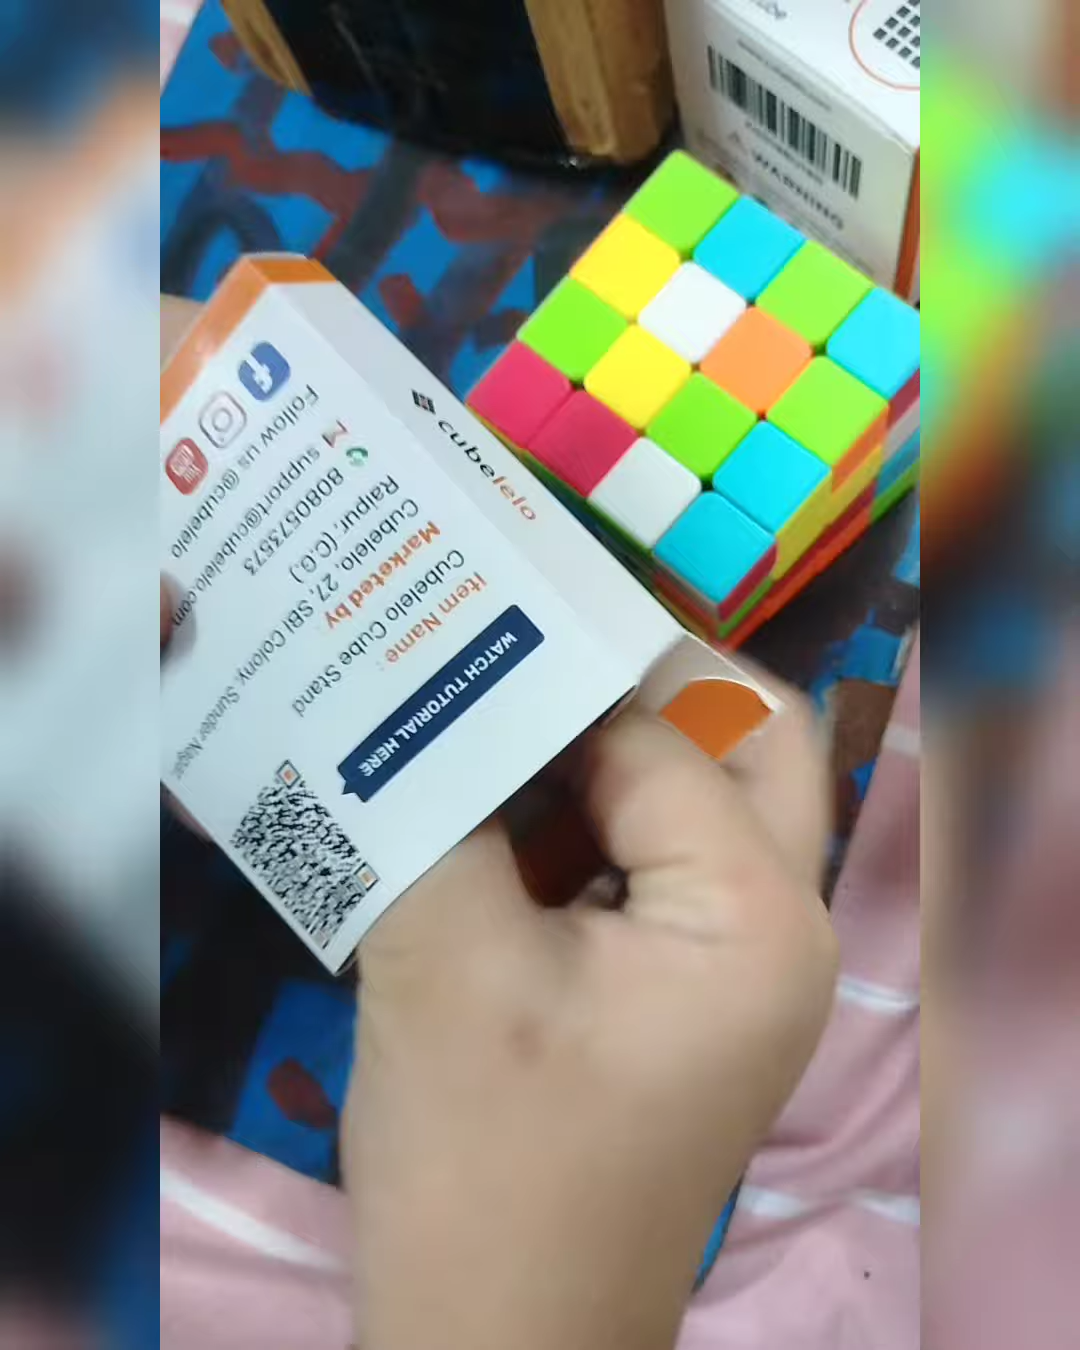 cubelelo
WATCH TUTORIAL HERE
Item Name :
Cubelelo Cube Stand
Marketed by :
Cubelelo, 27, SBI Colony, Sunder Nagar,
Raipur, (C.G.)
8080573573
support@cubelelo.com
Follow us @cubelelo
WARNING